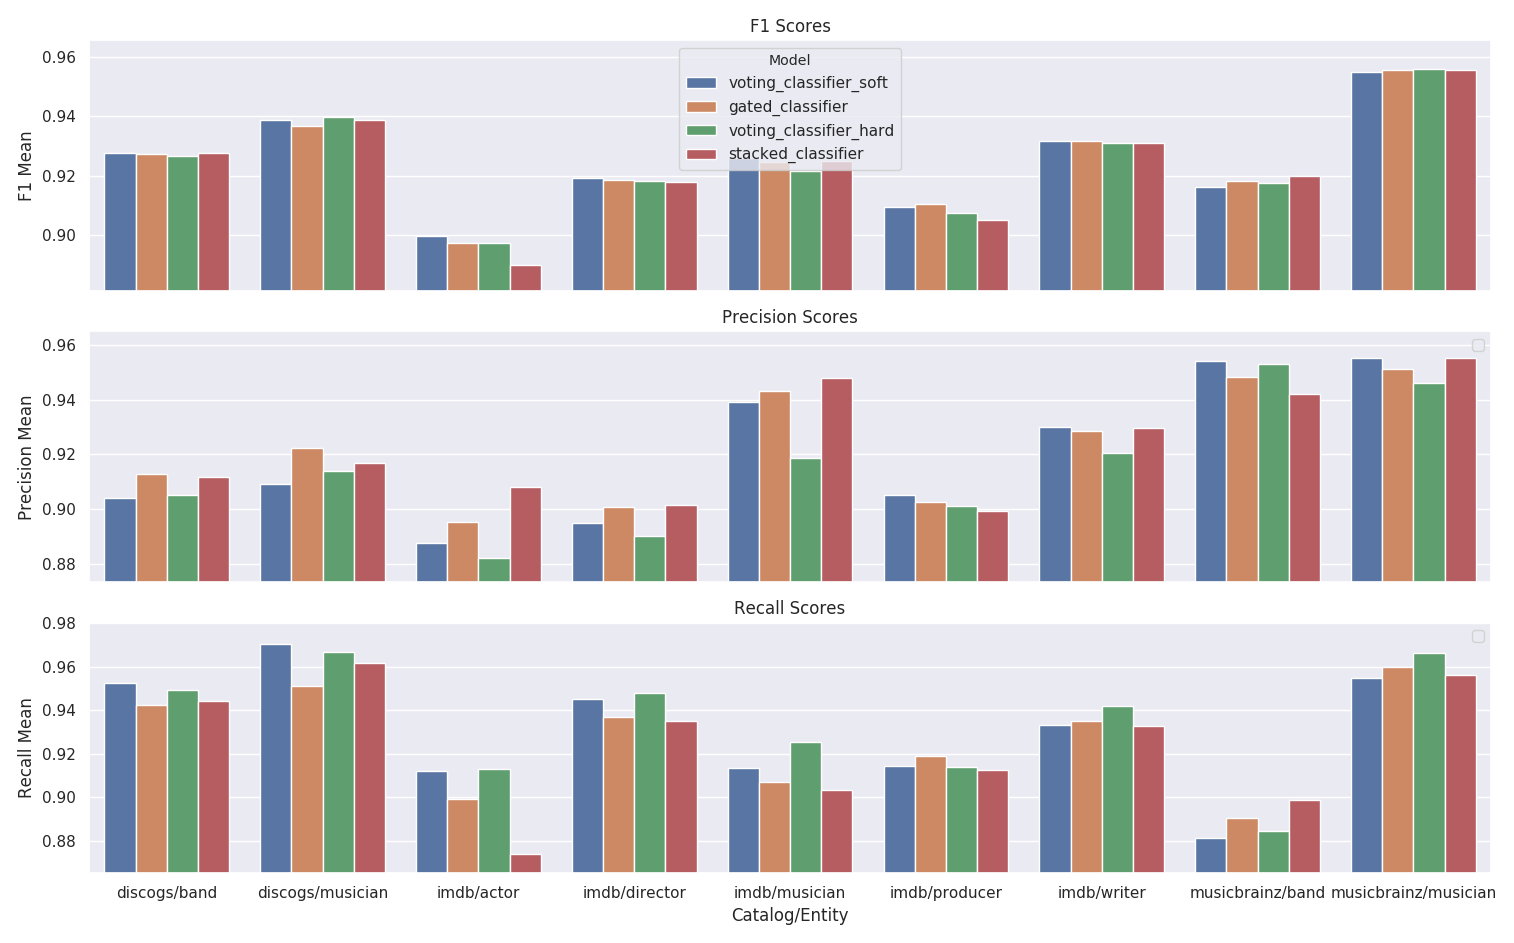 F1 Scores
0.96
0.94
0.92
0.90
F1 Mean
Model
voting_classifier_soft
gated_classifier
voting_classifier_hard
stacked_classifier
Precision Scores
0.96
0.94
0.92
0.90
0.88
Precision Mean
Recall Scores
0.98
0.96
0.94
0.92
0.90
0.88
Recall Mean
discogs/band discogs/musician imdb/actor imdb/director imdb/musician imdb/producer imdb/writer musicbrainz/band musicbrainz/musician
Catalog/Entity